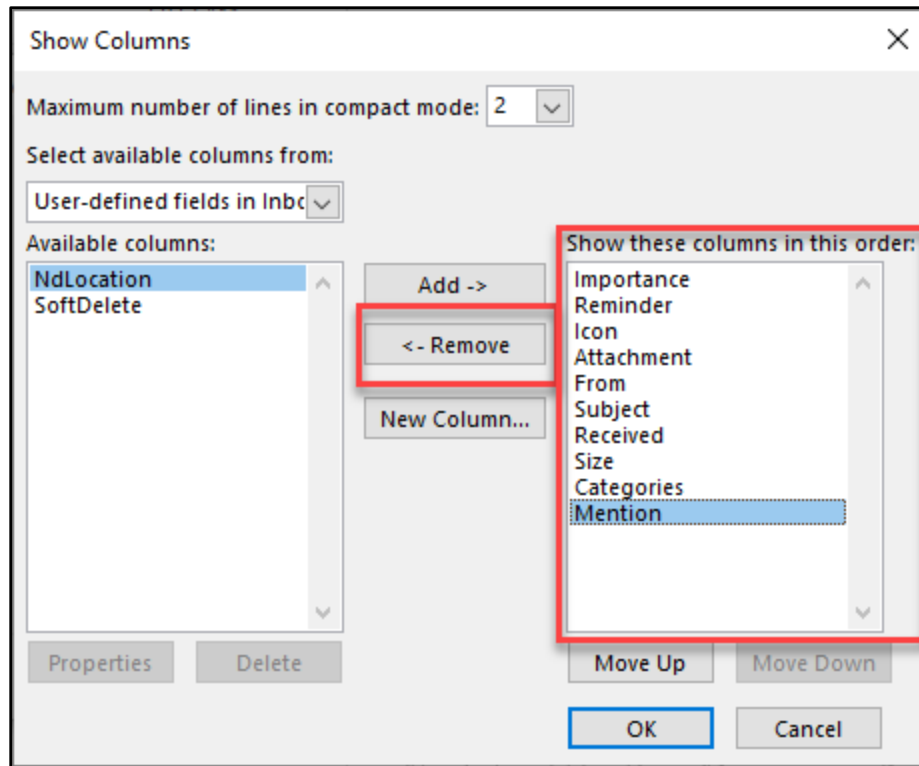 Show Columns
Maximum number of lines in compact mode: 2
Select available columns from:
User-defined fields in Inbo
Available columns:
NdLocation
SoftDelete
Add ->
<- Remove
New Column...
Show these columns in this order:
Importance
Reminder
Icon
Attachment
From
Subject
Received
Size
Categories
Mention
Properties
Delete
Move Up
Move Down
OK
Cancel